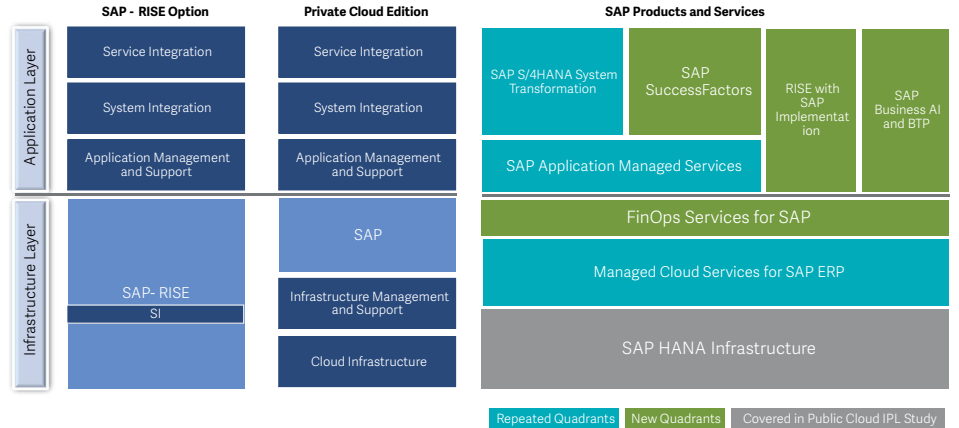 SAP - RISE Option
Private Cloud Edition
SAP Products and Services
Application Layer
Service Integration
System Integration
Application Management
and Support
Service Integration
System Integration
Application Management
and Support
SAP S/4HANA System
Transformation
SAP
SuccessFactors
RISE with
SAP
Implementat
ion
SAP
Business AI
and BTP
SAP Application Managed Services
Infrastructure Layer
SAP- RISE
SI
SAP
Infrastructure Management
and Support
Cloud Infrastructure
FinOps Services for SAP
Managed Cloud Services for SAP ERP
SAP HANA Infrastructure
Repeated Quadrants
New Quadrants
Covered in Public Cloud IPL Study